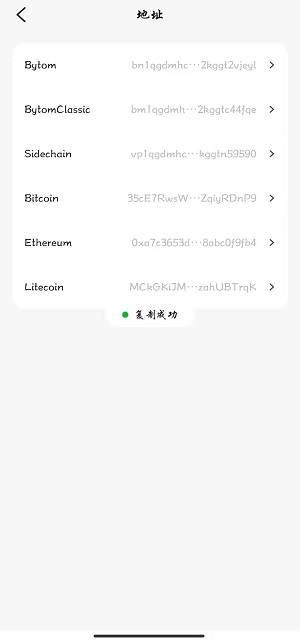 地址
Bytom bn1qgdmhc···2kggt2vjeyl
BytomClassic bm1qgdmh···2kggtc44fqe
Sidechain vp1qgdmhc···kggtn59590
Bitcoin 35cE7RwsW···ZqiyRDnP9
Ethereum 0xa7c3653d···8abc0f9fb4
Litecoin MCkGKiJM···zahUBTrqK
复制成功